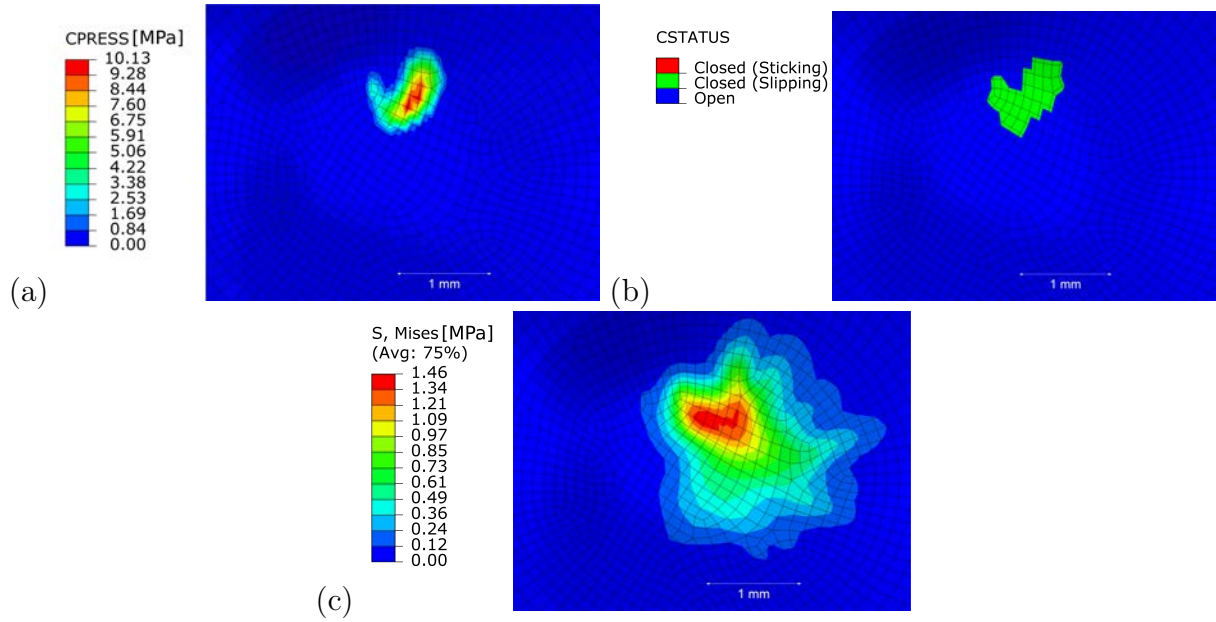 CPRESS [MPa]
10.13
9.28
8.44
7.60
6.75
5.91
5.06
4.22
3.38
2.53
1.69
0.84
0.00
1 mm
(a)
CSTATUS
Closed (Sticking)
Closed (Slipping)
Open
1 mm
(b)
S, Mises [MPa]
(Avg: 75%)
1.46
1.34
1.21
1.09
0.97
0.85
0.73
0.61
0.49
0.36
0.24
0.12
0.00
1 mm
(c)